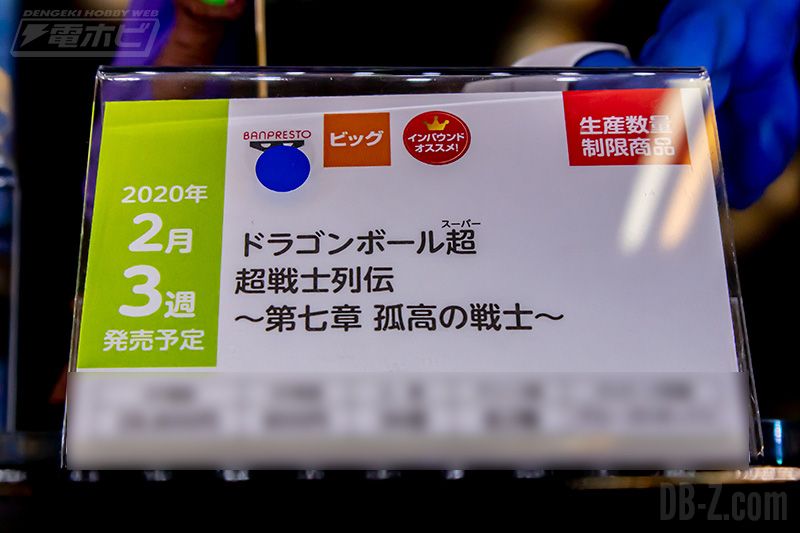 DENGEKI HOBBY WEB
電ホビ
BANPRESTO
ビッグ
インバウンド
オススメ!
生産数量
制限商品
2020年
2月
3週
発売予定
スーパー
ドラゴンボール超
超戦士列伝
～第七章 孤高の戦士～
DB-Z.com